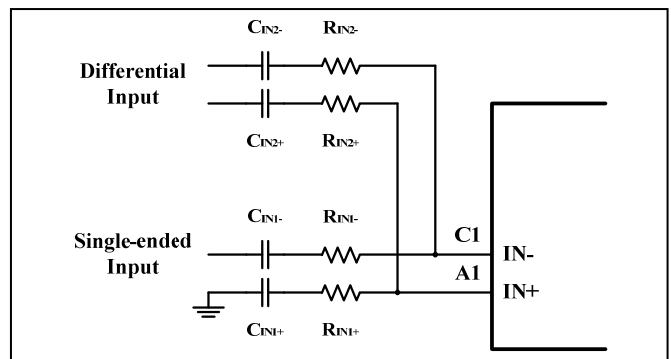 CIN2- RIN2-
Differential
Input
CIN2+ RIN2+
CIN1- RIN1-
Single-ended
Input
C1
IN-
A1
IN+
CIN1+ RIN1+